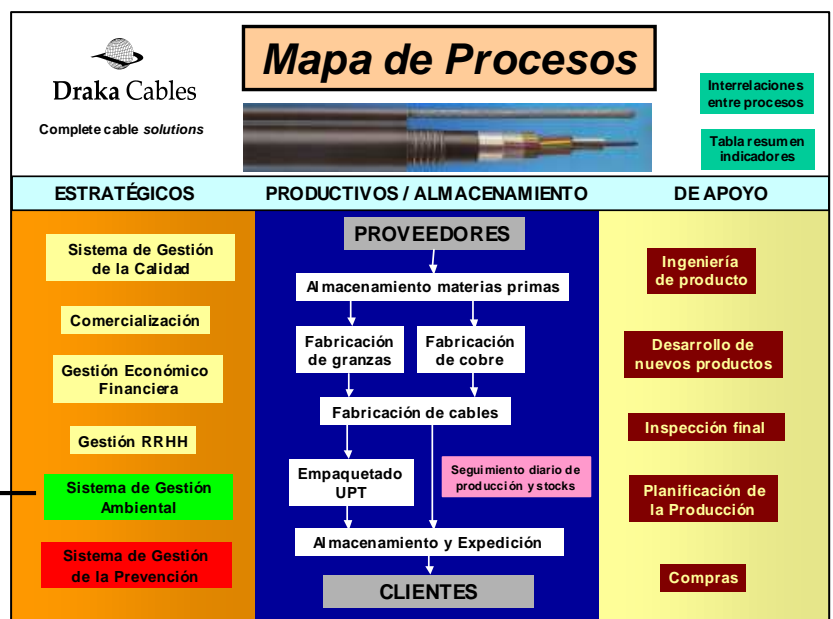 Mapa de Procesos
Draka Cables
Complete cable solutions
Interrelaciones
entre procesos
Tabla resumen
indicadores
ESTRATÉGICOS
PRODUCTIVOS / ALMACENAMIENTO
DE APOYO
Sistema de Gestión
de la Calidad
Comercialización
Gestión Económico
Financiera
Gestión RRHH
Sistema de Gestión
Ambiental
Sistema de Gestión
de la Prevención
PROVEEDORES
Almacenamiento materias primas
Fabricación
de granzas
Fabricación
de cobre
Fabricación de cables
Empaquetado
UPT
Seguimiento diario de
producción y stocks
Almacenamiento y Expedición
CLIENTES
Ingeniería
de producto
Desarrollo de
nuevos productos
Inspección final
Planificación de
la Producción
Compras